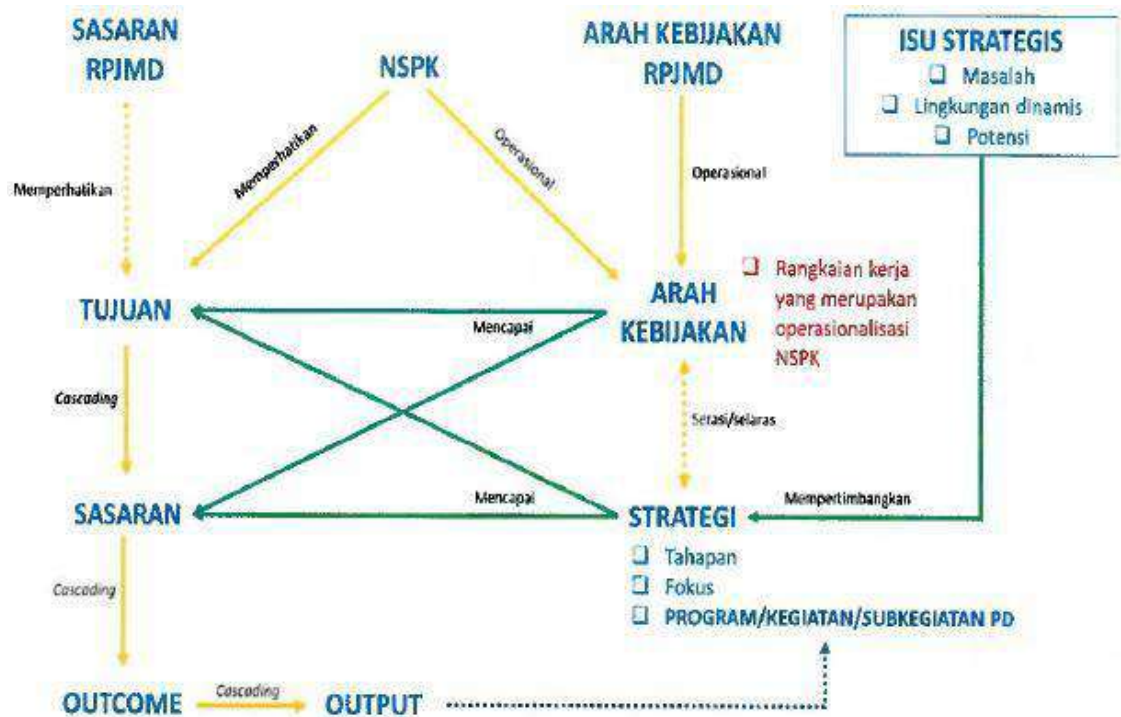 SASARAN
RPJMD
NSPK
ARAH KEBIJAKAN
RPJMD
ISU STRATEGIS
Masalah
Lingkungan dinamis
Potensi
Memperhatikan
Memperhatikan
Operasional
Operasional
TUJUAN
Mencapai
ARAH
KEBIJAKAN
Rangkaian kerja
yang merupakan
operasionalisasi
NSPK
Cascading
Serasi/selaras
SASARAN
Mencapai
STRATEGI
Mempertimbangkan
Tahapan
Fokus
PROGRAM/KEGIATAN/SUBKEGIATAN PD
Cascading
OUTCOME
Cascading
OUTPUT